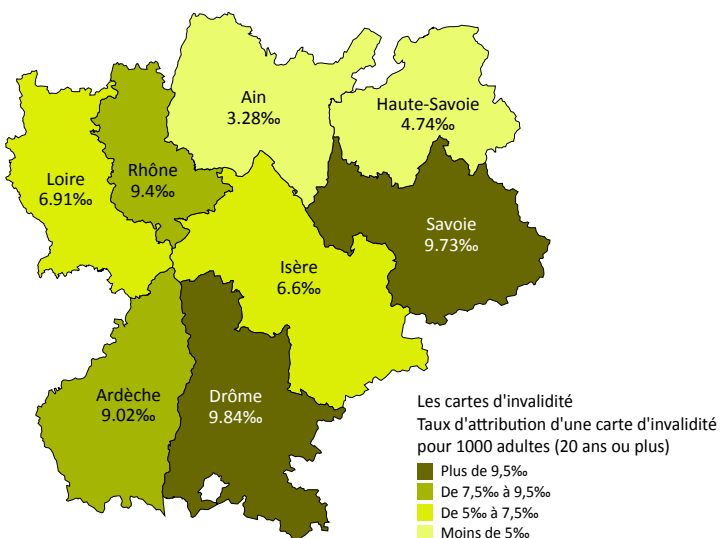 Ain
3.28‰
Haute-Savoie
4.74‰
Loire
6.91‰
Rhône
9.4‰
Savoie
9.73‰
Isère
6.6‰
Ardèche
9.02‰
Drôme
9.84‰
Les cartes d'invalidité
Taux d'attribution d'une carte d'invalidité
pour 1000 adultes (20 ans ou plus)
Plus de 9,5‰
De 7,5‰ à 9,5‰
De 5‰ à 7,5‰
Moins de 5‰